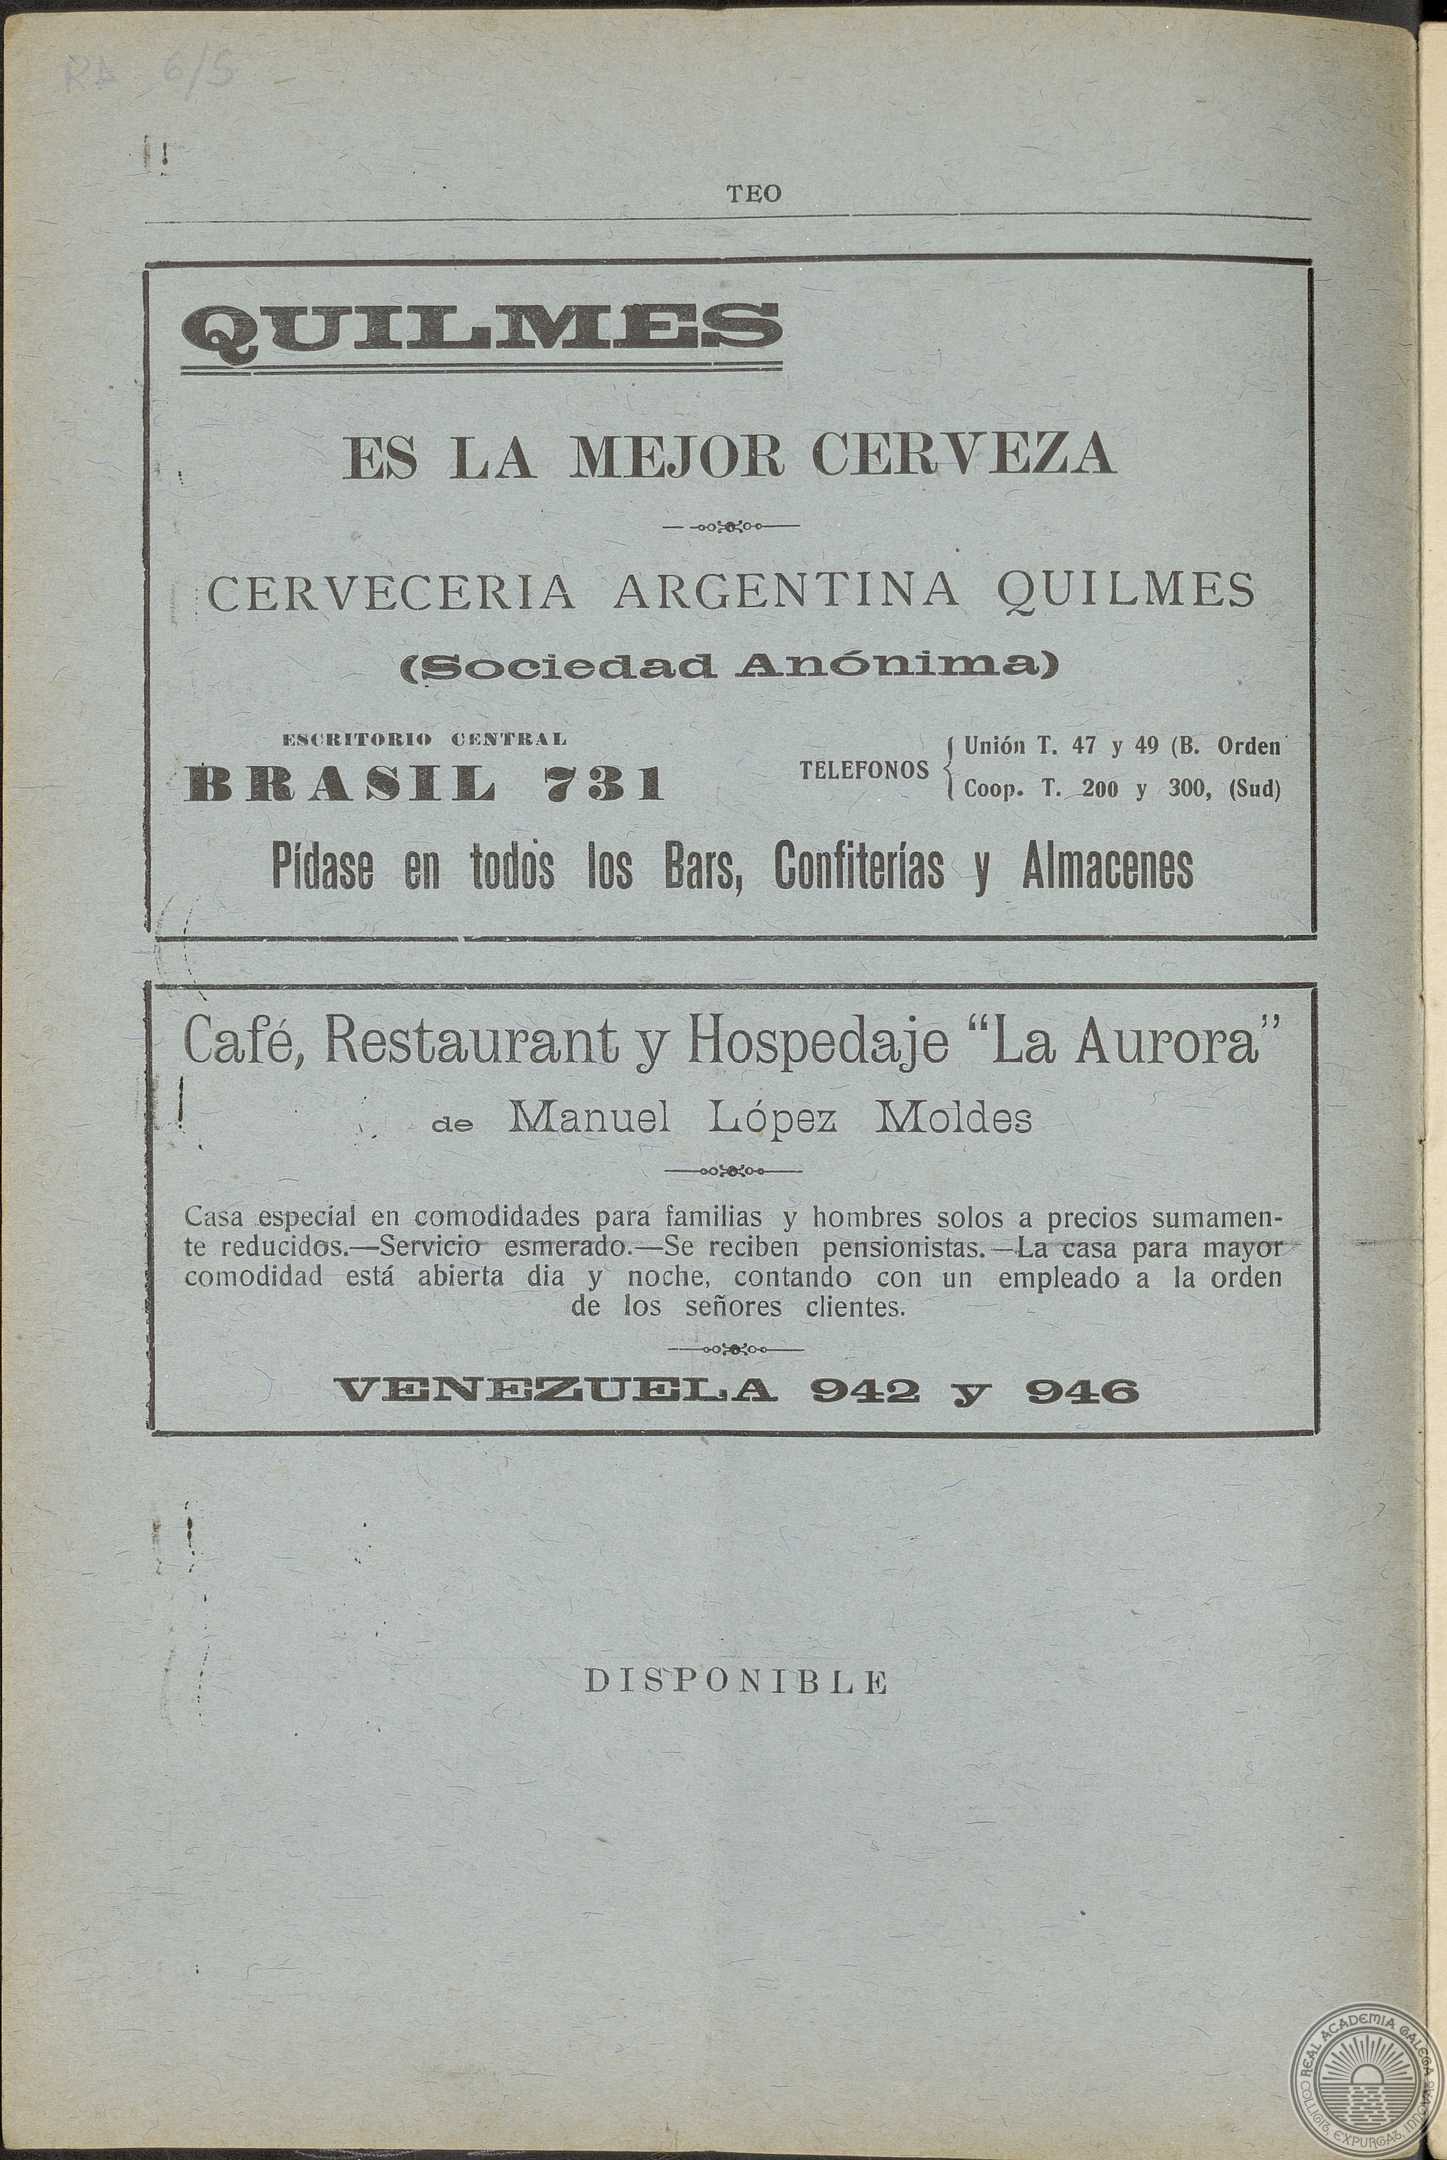 RA 6/5
TEO
QUILMES
ES LA MEJOR CERVEZA
CERVECERIA ARGENTINA QUILMES
(Sociedad Anónima)
ESCRITORIO CENTRAL
BRASIL 731
TELEFONOS
Unión T. 47 y 49 (B. Orden
Coop. T. 200 y 300, (Sud)
Pídase en todos los Bars, Confiterías y Almacenes
Café, Restaurant y Hospedaje “La Aurora”
de Manuel López Moldes
Casa especial en comodidades para familias y hombres solos a precios sumamen-
te reducidos.—Servicio esmerado.—Se reciben pensionistas.—La casa para mayor
comodidad está abierta dia y noche, contando con un empleado a la orden
de los señores clientes.
VENEZUELA 942 y 946
DISPONIBLE
REAL ACADEMIA GALEGA
COLLIGIT, EXPURGAT, INNOVAT